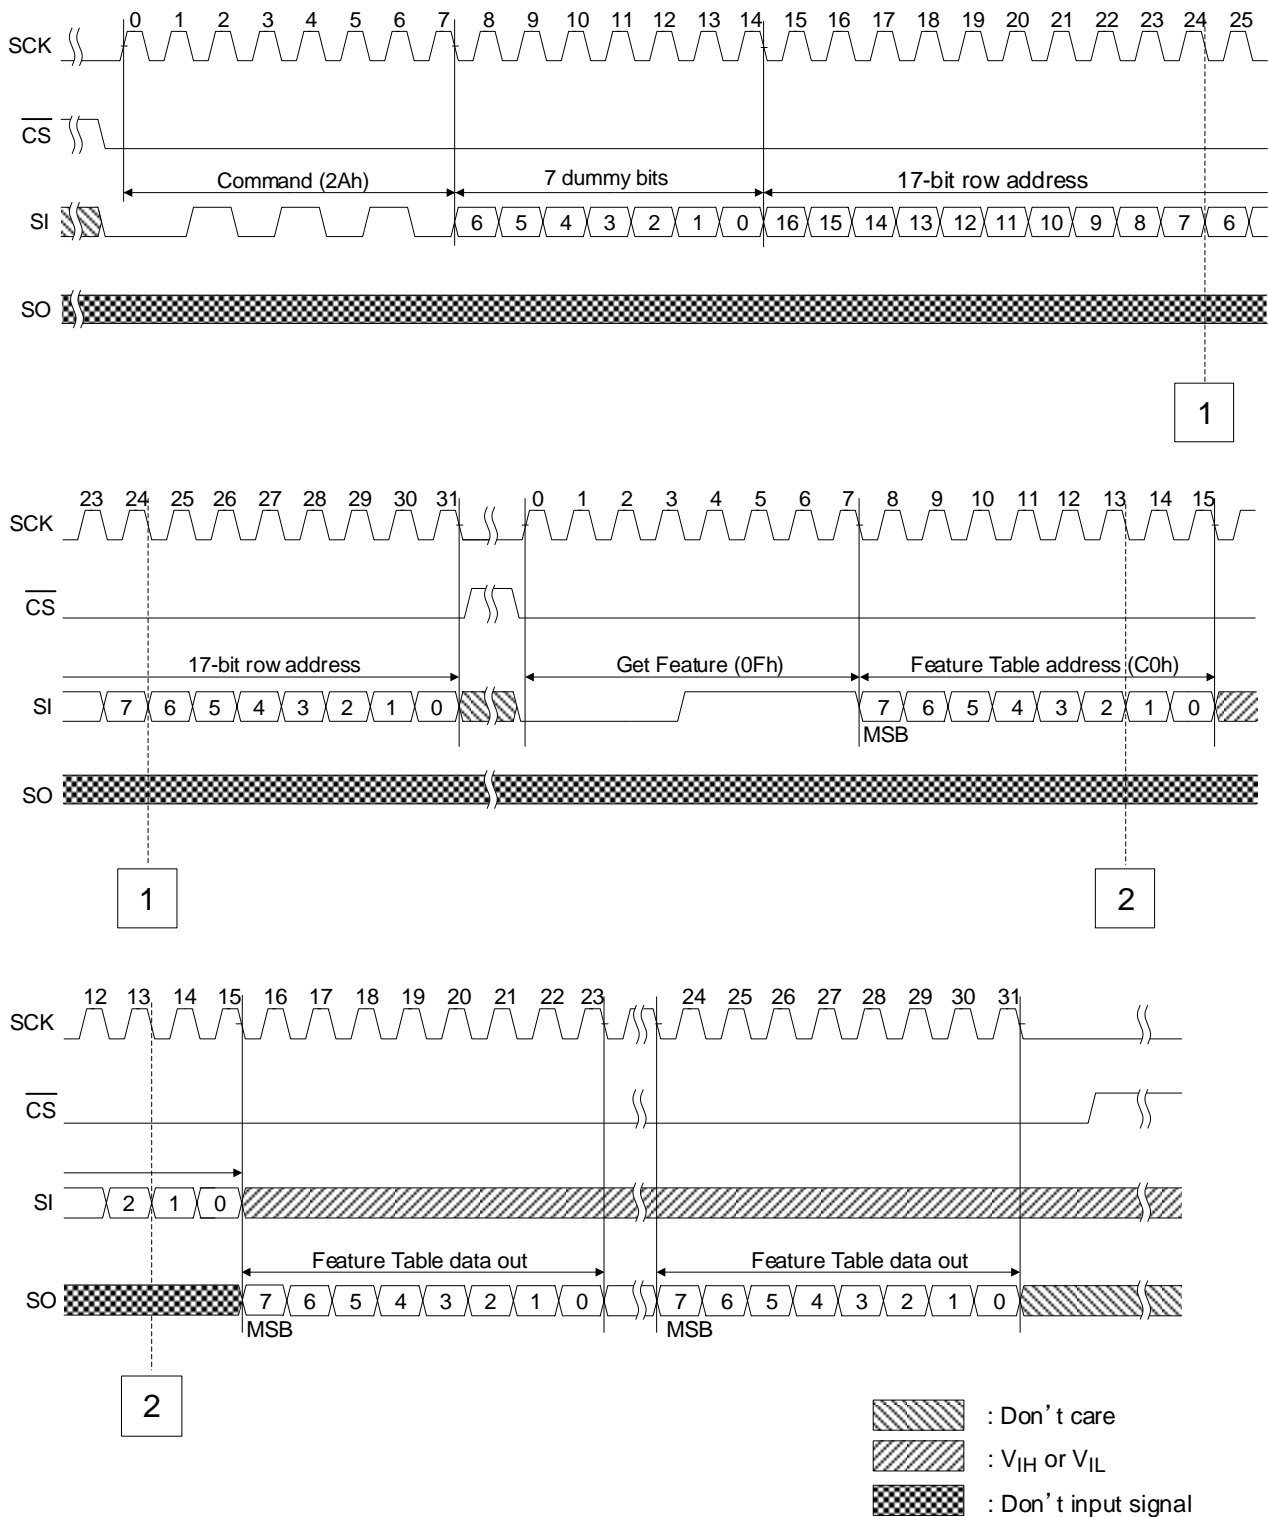 0 1 2 3 4 5 6 7 8 9 10 11 12 13 14 15 16 17 18 19 20 21 22 23 24 25
SCK
CS
Command (2Ah) 7 dummy bits 17-bit row address
SI 6 5 4 3 2 1 0 16 15 14 13 12 11 10 9 8 7 6
SO
1
23 24 25 26 27 28 29 30 31 0 1 2 3 4 5 6 7 8 9 10 11 12 13 14 15
SCK
CS
17-bit row address Get Feature (0Fh) Feature Table address (C0h)
SI 7 6 5 4 3 2 1 0 7 6 5 4 3 2 1 0
MSB
SO
1 2
12 13 14 15 16 17 18 19 20 21 22 23 24 25 26 27 28 29 30 31
SCK
CS
SI 2 1 0
Feature Table data out Feature Table data out
SO 7 6 5 4 3 2 1 0 7 6 5 4 3 2 1 0
MSB MSB
2
: Don't care
: VIH or VIL
: Don't input signal